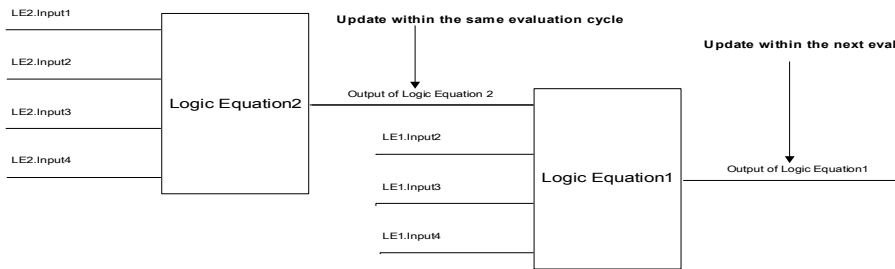 LE2.Input1
LE2.Input2
LE2.Input3
LE2.Input4
Logic Equation2
Update within the same evaluation cycle
Output of Logic Equation 2
LE1.Input2
LE1.Input3
LE1.Input4
Logic Equation1
Update within the next
Output of Logic Equation1